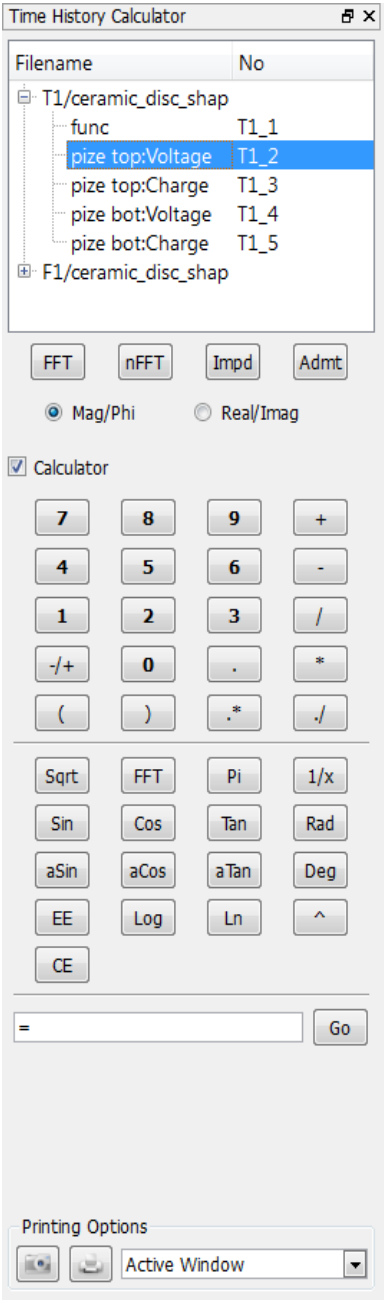 Time History Calculator
Filename No
T1/ceramic_disc_shap
func T1_1
pize top:Voltage T1_2
pize top:Charge T1_3
pize bot:Voltage T1_4
pize bot:Charge T1_5
F1/ceramic_disc_shap
FFT nFFT Impd Admt
Mag/Phi Real/Imag
Calculator
7 8 9 +
4 5 6 -
1 2 3 /
-/+ 0 . *
( ) .* ./
Sqrt FFT Pi 1/x
Sin Cos Tan Rad
aSin aCos aTan Deg
EE Log Ln ^
CE
= Go
Printing Options
Active Window